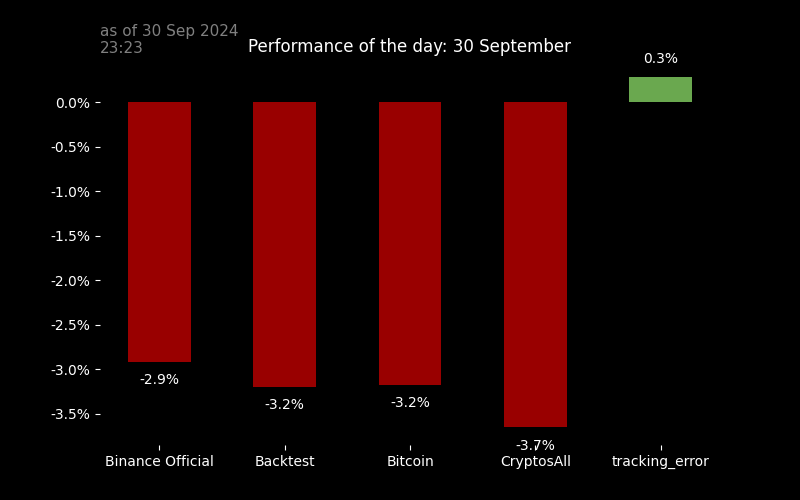 as of 30 Sep 2024
23:23
Performance of the day: 30 September
0.3%
0.0%
-0.5%
-1.0%
-1.5%
-2.0%
-2.5%
-3.0%
-3.5%
-2.9%
-3.2%
-3.2%
-3.7%
Binance Official
Backtest
Bitcoin
CryptosAll
tracking_error